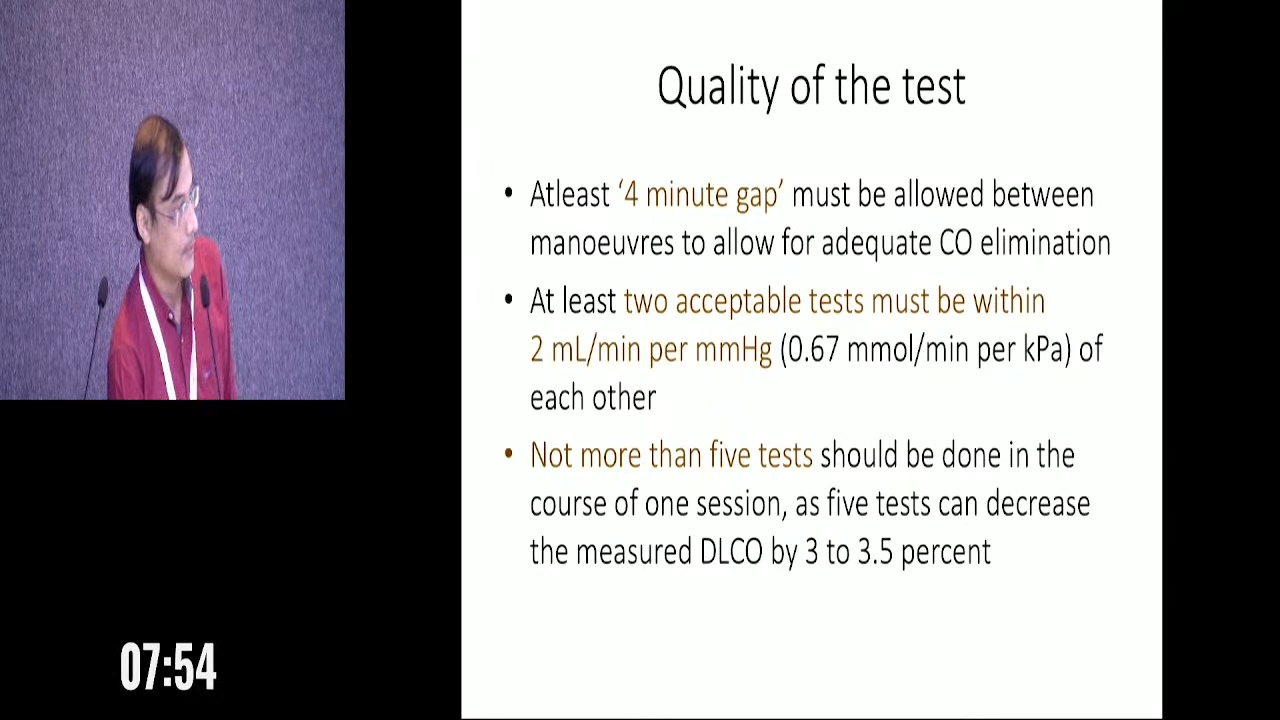 Quality of the test
• Atleast ‘4 minute gap’ must be allowed between
manoeuvres to allow for adequate CO elimination
• At least two acceptable tests must be within
2 mL/min per mmHg (0.67 mmol/min per kPa) of
each other
• Not more than five tests should be done in the
course of one session, as five tests can decrease
the measured DLCO by 3 to 3.5 percent
07:54